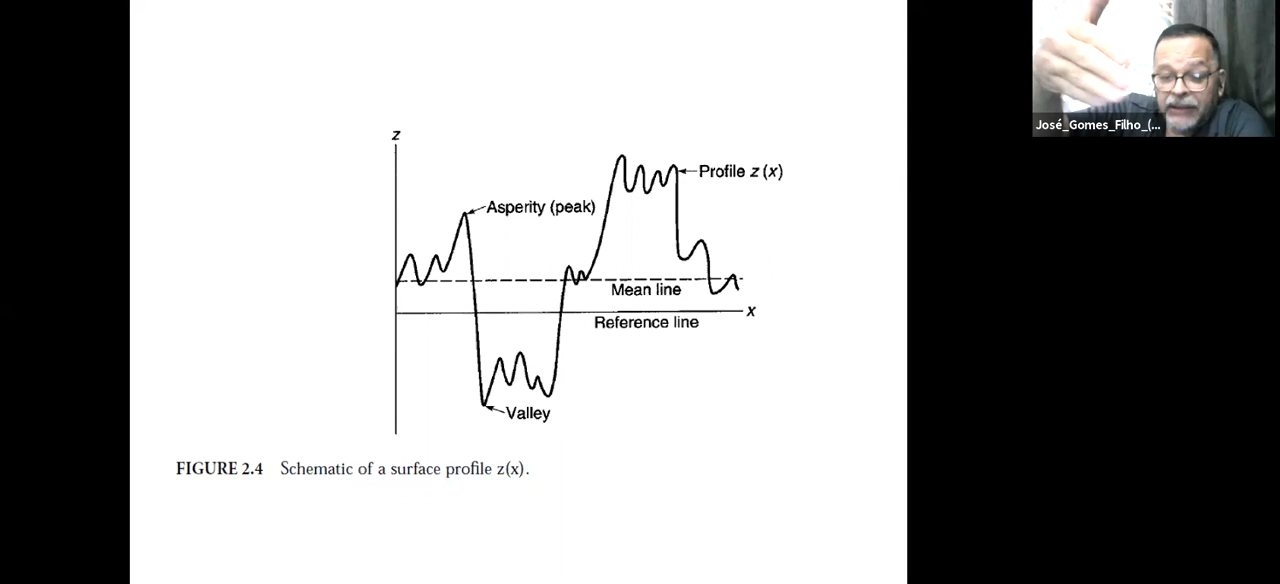 José_Gomes_Filho_(...
z
Profile z (x)
Asperity (peak)
Mean line
x
Reference line
Valley
FIGURE 2.4 Schematic of a surface profile z(x).